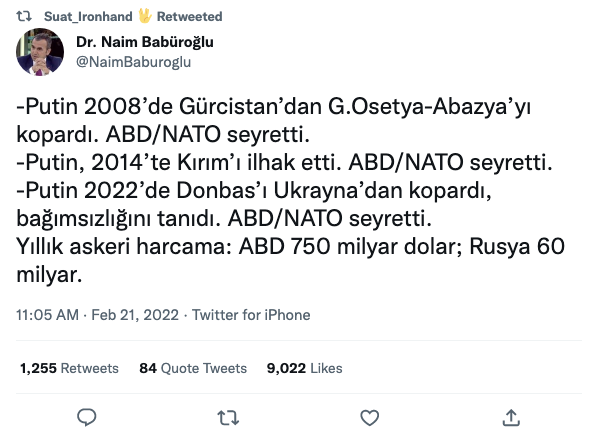 Suat_Ironhand 🖖 Retweeted
Dr. Naim Babüroğlu
@NaimBaburoglu
-Putin 2008’de Gürcistan’dan G.Osetya-Abazya’yı
kopardı. ABD/NATO seyretti.
-Putin, 2014’te Kırım’ı ilhak etti. ABD/NATO seyretti.
-Putin 2022’de Donbas’ı Ukrayna’dan kopardı,
bağımsızlığını tanıdı. ABD/NATO seyretti.
Yıllık askeri harcama: ABD 750 milyar dolar; Rusya 60
milyar.
11:05 AM · Feb 21, 2022 · Twitter for iPhone
1,255 Retweets 84 Quote Tweets 9,022 Likes